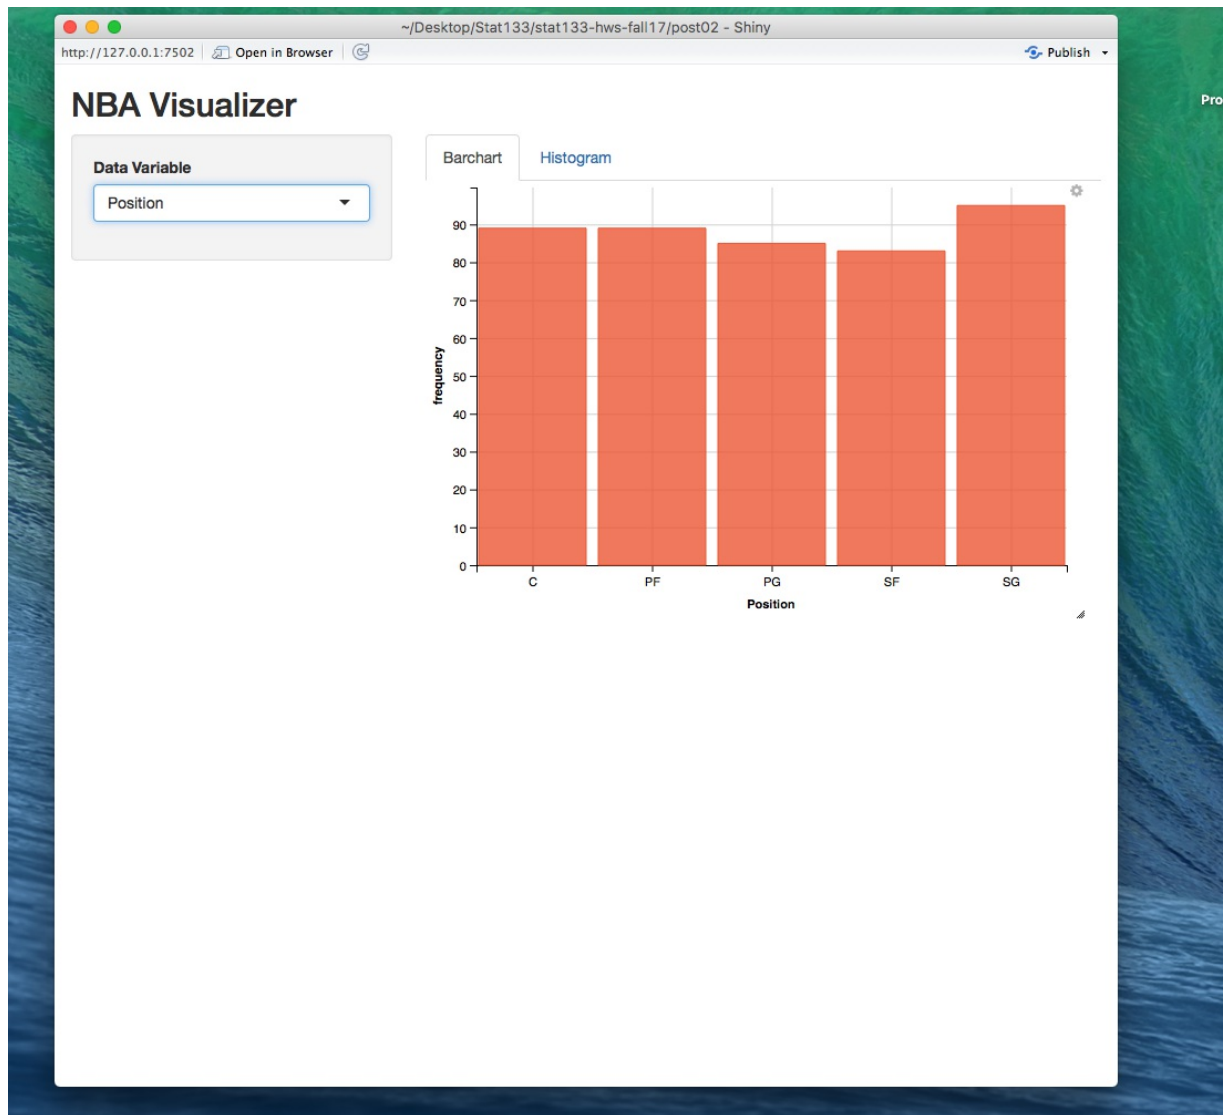 ~/Desktop/Stat133/stat133-hws-fall17/post02 - Shiny
http://127.0.0.1:7502 Open in Browser Publish
Pro
NBA Visualizer
Data Variable
Position
Barchart Histogram
90
80
70
60
50
40
30
20
10
0
frequency
C PF PG SF SG
Position